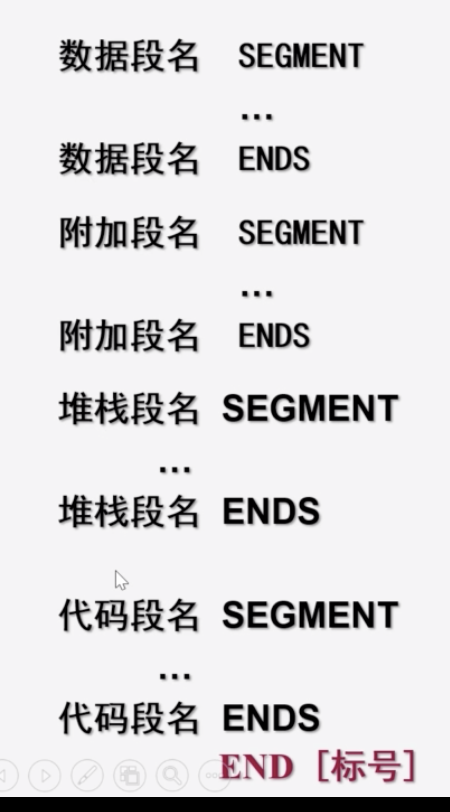 数据段名 SEGMENT
...
数据段名 ENDS
附加段名 SEGMENT
...
附加段名 ENDS
堆栈段名 SEGMENT
...
堆栈段名 ENDS
代码段名 SEGMENT
...
代码段名 ENDS
END [标号]